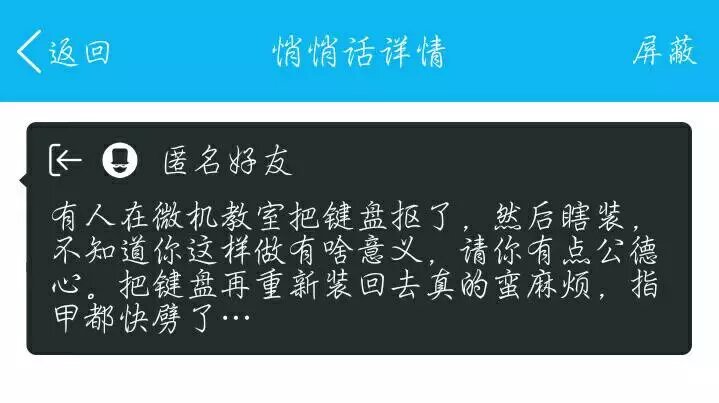 返回 悄悄话详情 屏蔽
匿名好友
有人在微机教室把键盘抠了，然后瞎装，
不知道你这样做有啥意义，请你有点公德
心。把键盘再重新装回去真的蛮麻烦，指
甲都快劈了…